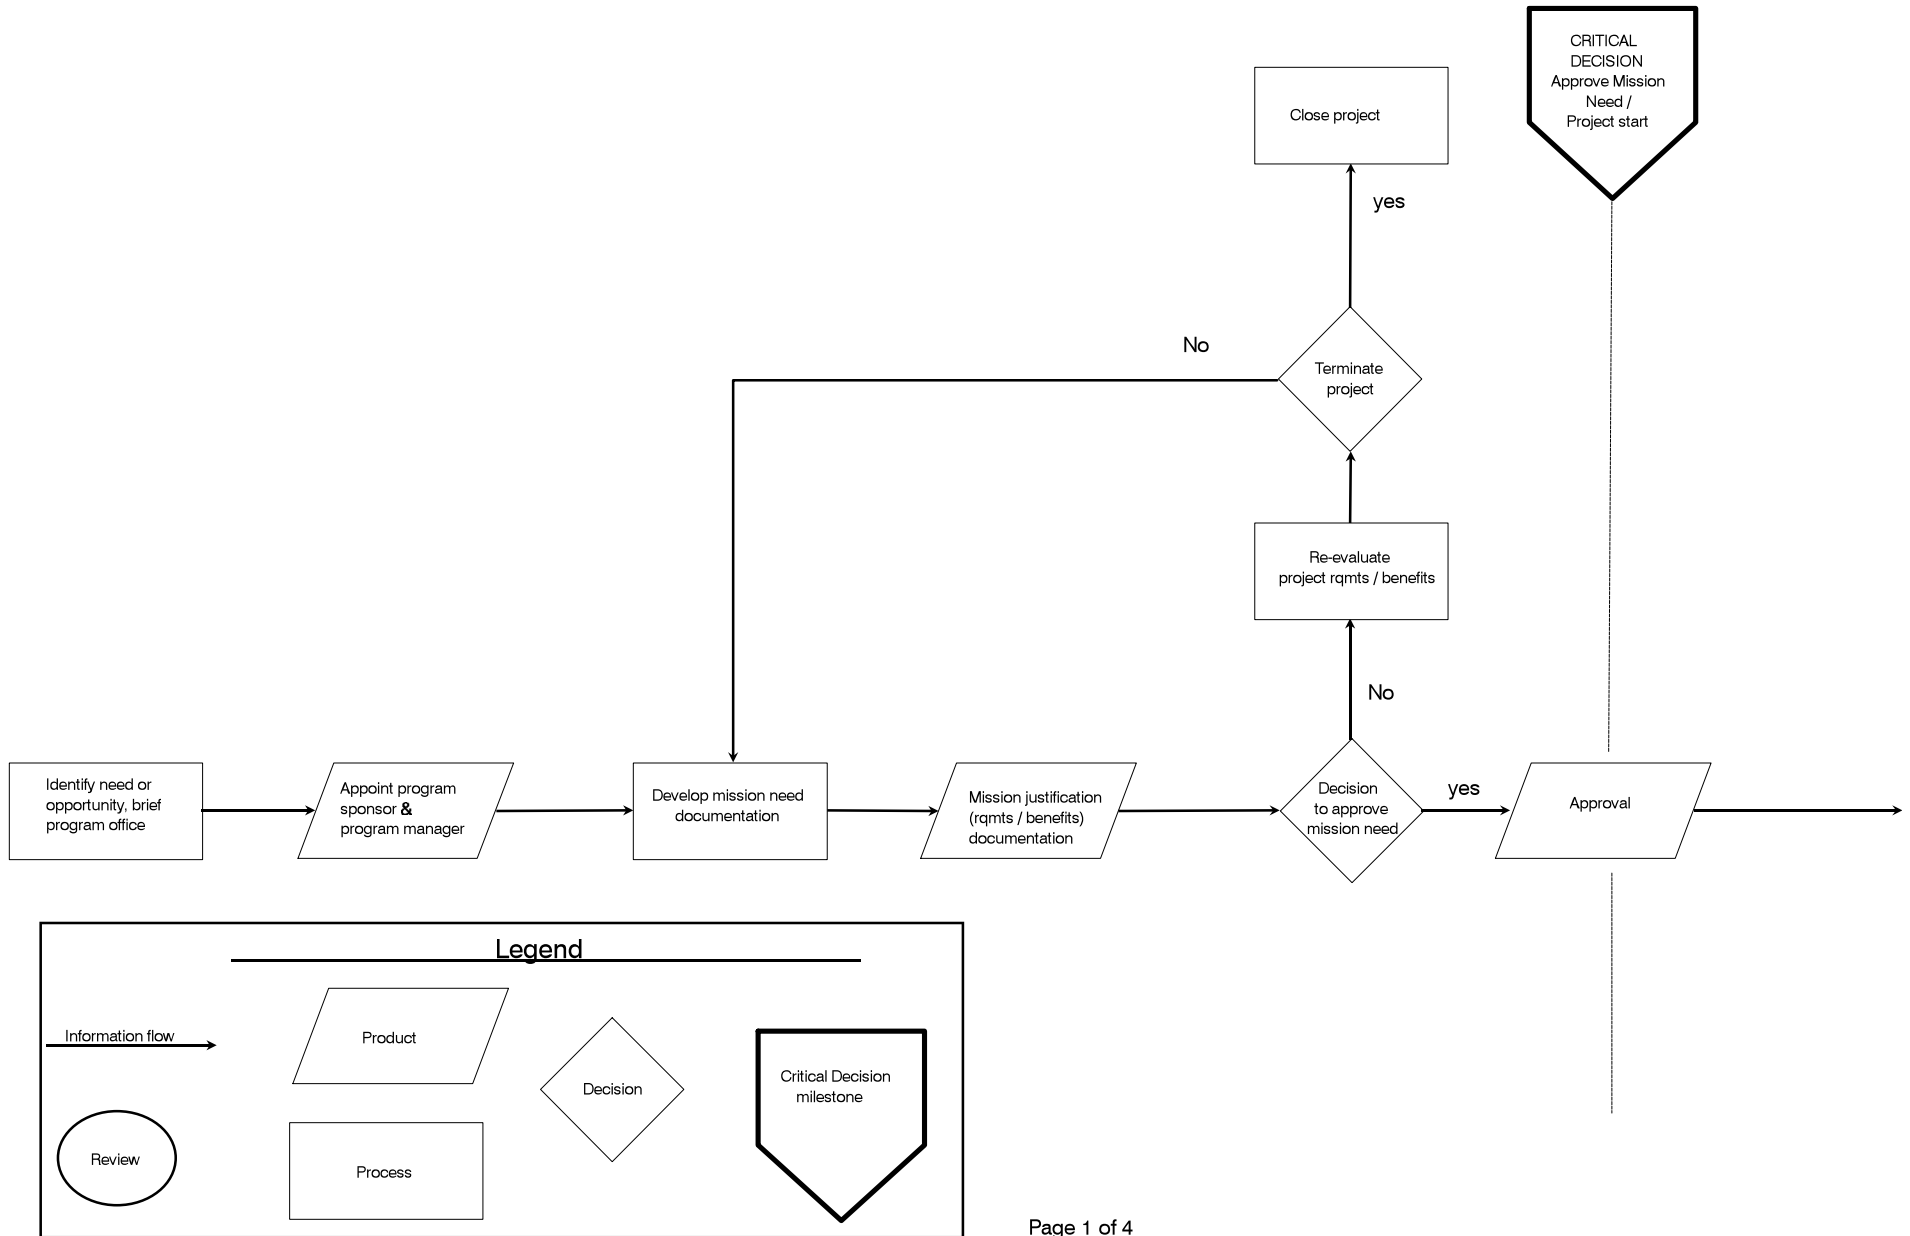 CRITICAL
DECISION
Approve Mission
Need /
Project start
Close project
yes
No
Terminate
project
Re-evaluate
project rqmts / benefits
No
Identify need or
opportunity, brief
program office
Appoint program
sponsor &
program manager
Develop mission need
documentation
Mission justification
(rqmts / benefits)
documentation
Decision
to approve
mission need
yes
Approval
Legend
Information flow
Product
Decision
Critical Decision
milestone
Review
Process
Page 1 of 4